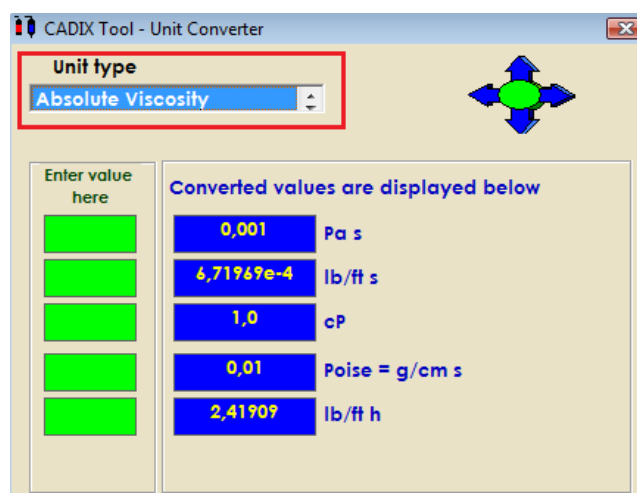 CADIX Tool - Unit Converter
Unit type
Absolute Viscosity
Enter value
here
Converted values are displayed below
0,001 Pa s
6,71969e-4 lb/ft s
1,0 cP
0,01 Poise = g/cm s
2,41909 lb/ft h